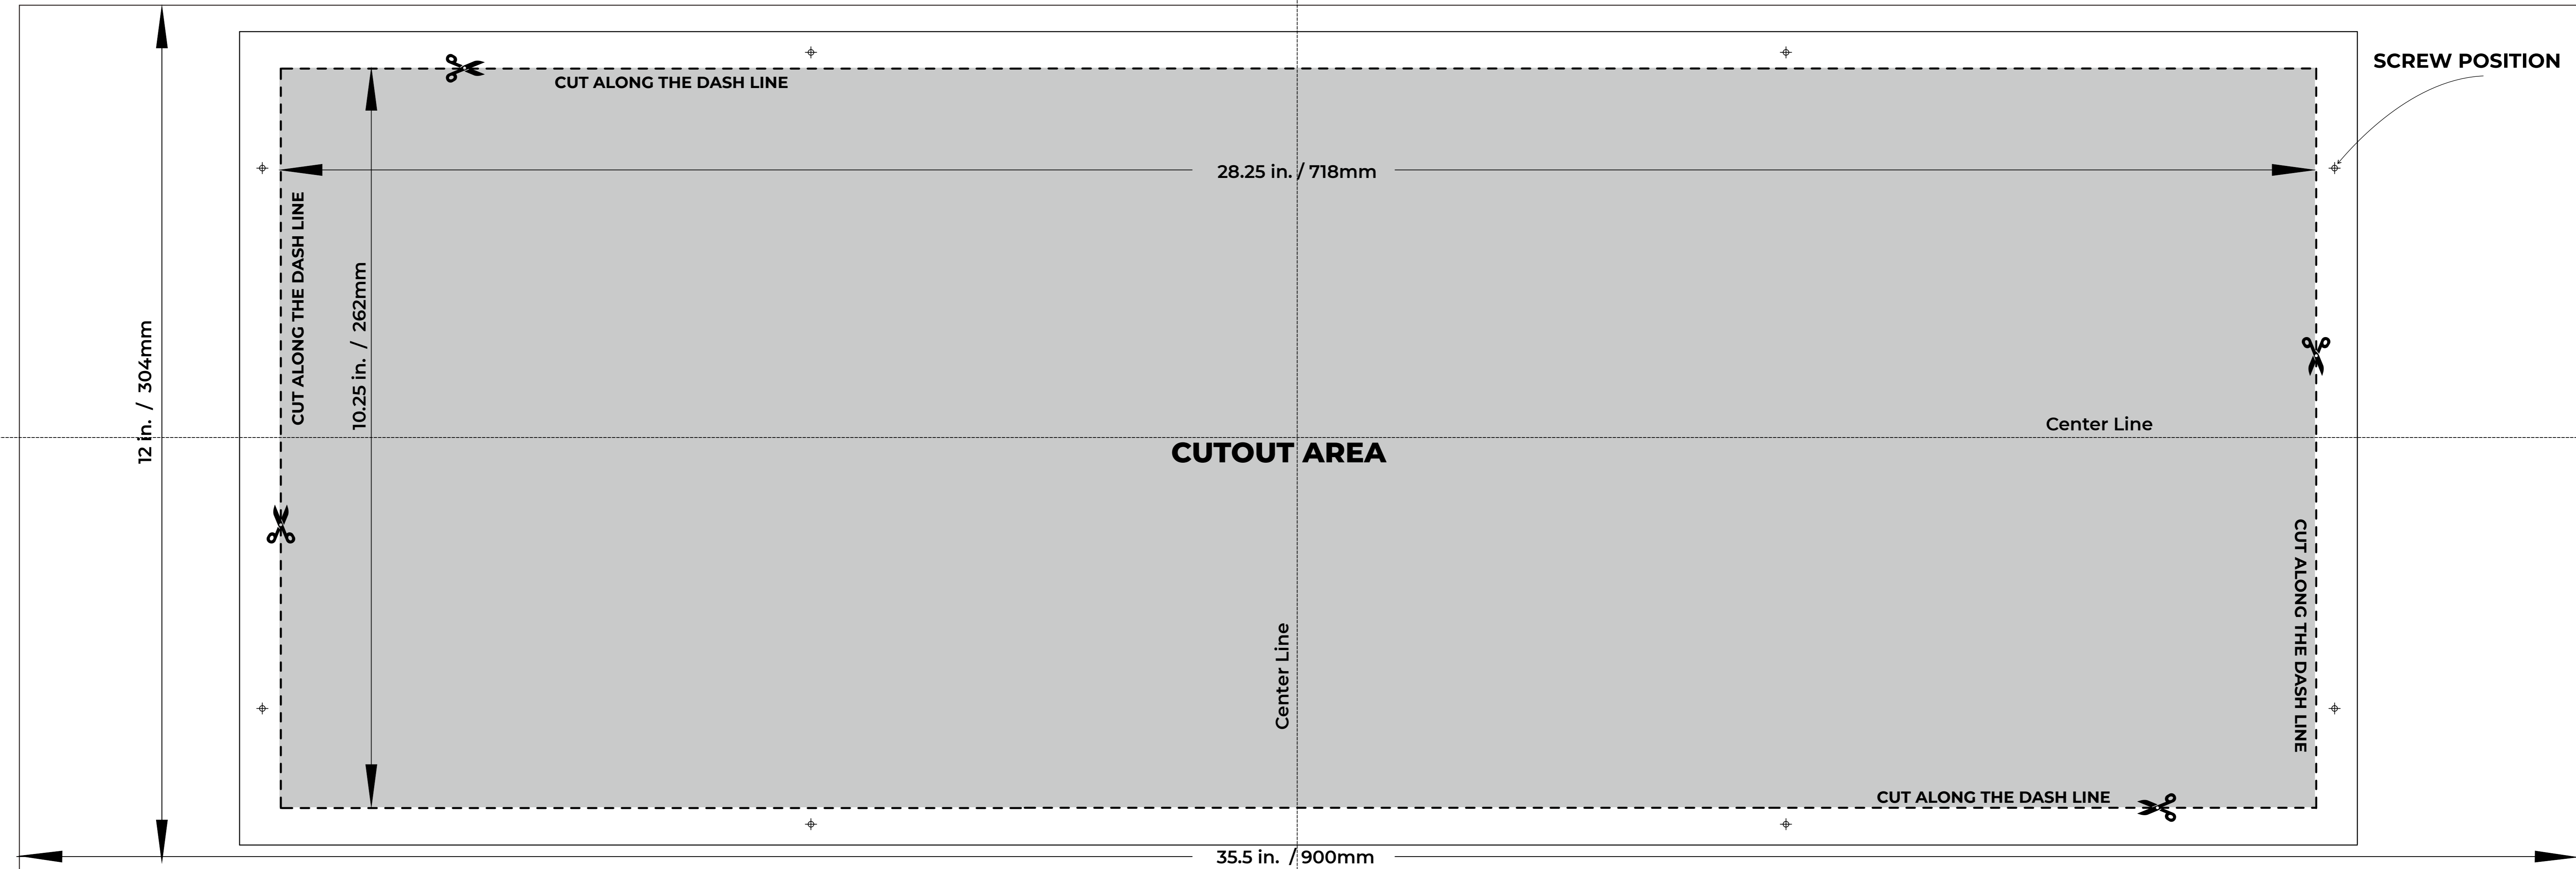 SCREW POSITION
CUT ALONG THE DASH LINE
28.25 in. / 718mm
CUT ALONG THE DASH LINE
10.25 in. / 262mm
12 in. / 304mm
Center Line
CUTOUT AREA
Center Line
CUT ALONG THE DASH LINE
CUT ALONG THE DASH LINE
35.5 in. / 900mm